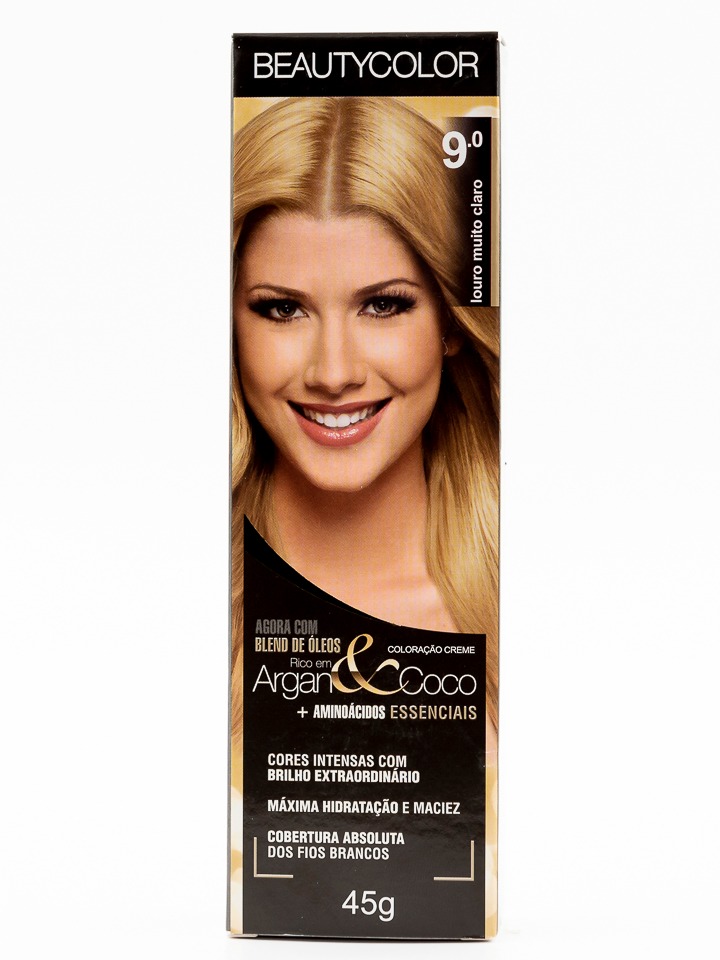 BEAUTYCOLOR
9.0
louro muito claro
AGORA COM
BLEND DE ÓLEOS
COLORAÇÃO CREME
Rico em
Argan & Coco
+ AMINOÁCIDOS ESSENCIAIS
CORES INTENSAS COM
BRILHO EXTRAORDINÁRIO
MÁXIMA HIDRATAÇÃO E MACIEZ
COBERTURA ABSOLUTA
DOS FIOS BRANCOS
45g